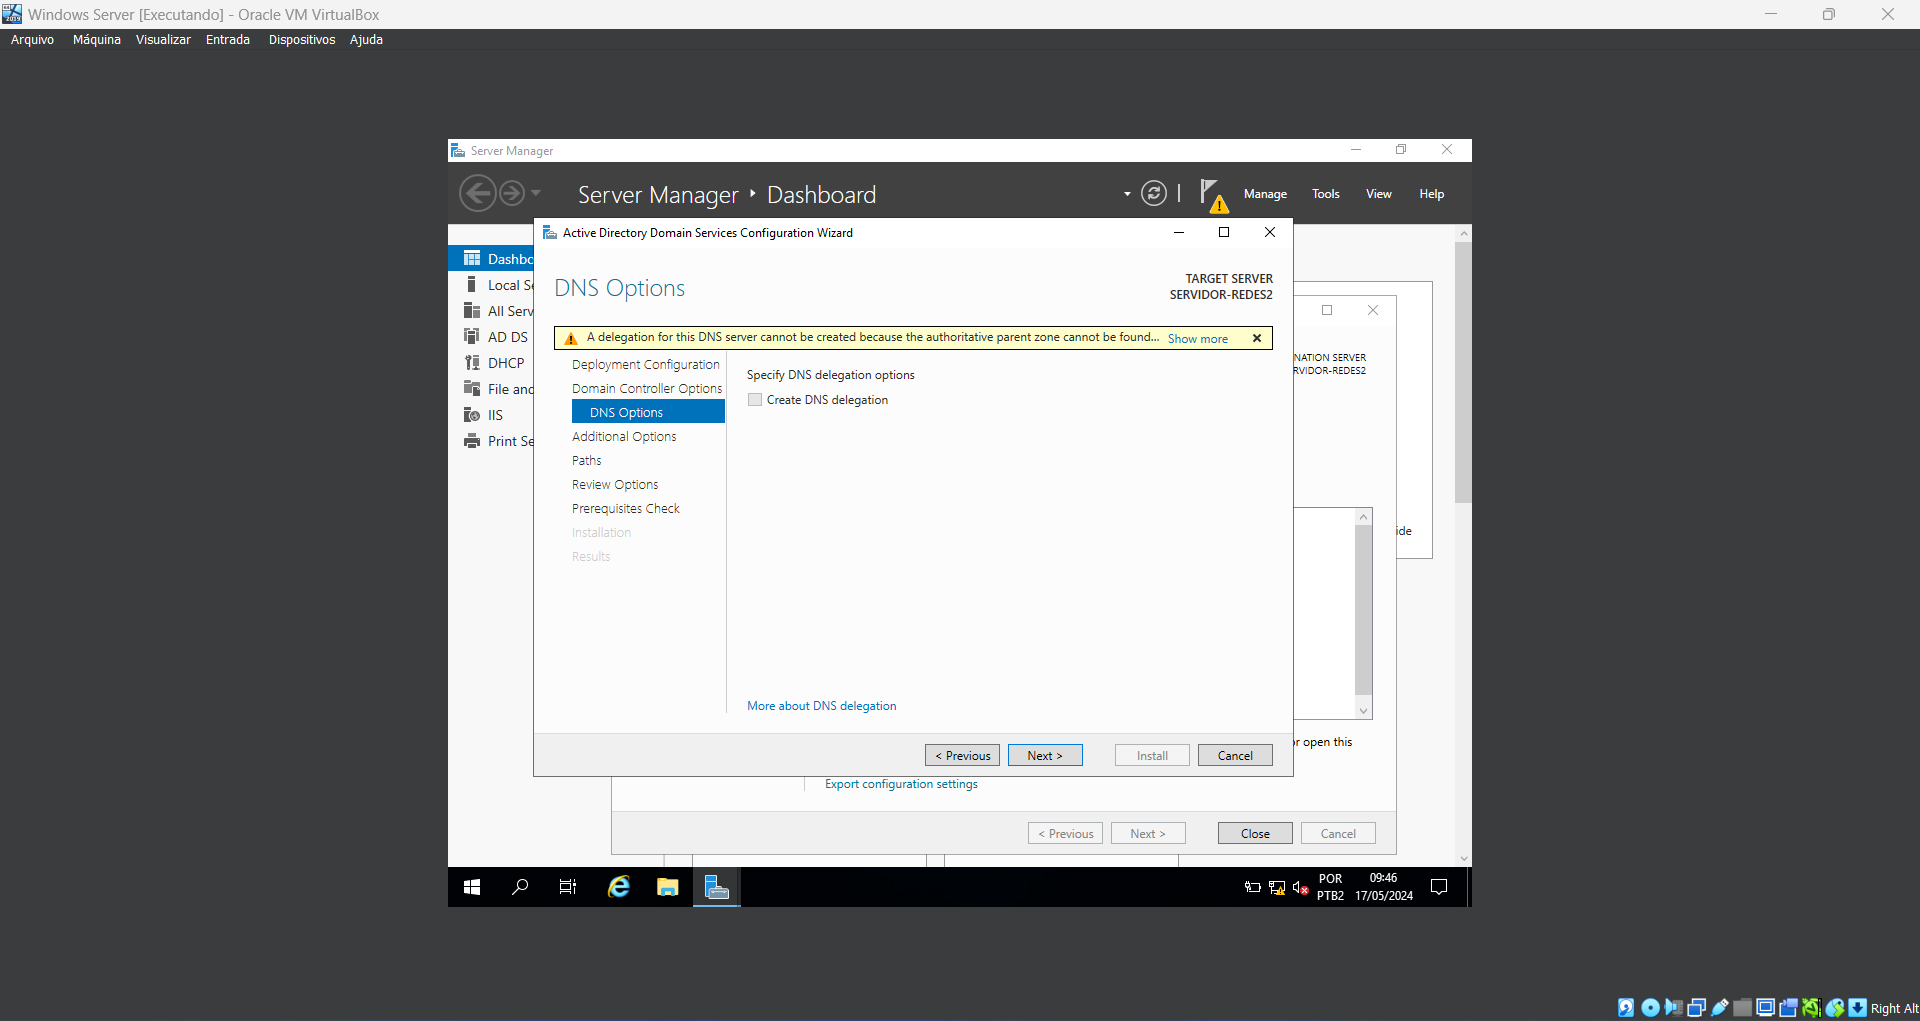 Windows Server [Executando] - Oracle VM VirtualBox
Arquivo Máquina Visualizar Entrada Dispositivos Ajuda
Server Manager
Server Manager Dashboard
Manage Tools View Help
Active Directory Domain Services Configuration Wizard
DNS Options
TARGET SERVER
SERVIDOR-REDES2
A delegation for this DNS server cannot be created because the authoritative parent zone cannot be found... Show more
Deployment Configuration
Domain Controller Options
DNS Options
Additional Options
Paths
Review Options
Prerequisites Check
Installation
Results
Specify DNS delegation options
Create DNS delegation
More about DNS delegation
< Previous Next > Install Cancel
Dashbo
Local Se
All Serv
AD DS
DHCP
File and
IIS
Print Se
NATION SERVER
RVIDOR-REDES2
ide
or open this
Export configuration settings
< Previous Next > Close Cancel
POR
PTB2
09:46
17/05/2024
Right Alt